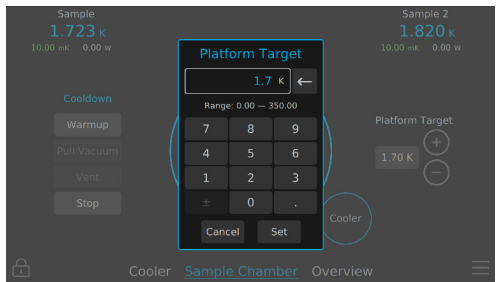 Sample
1.723 K
10.00 mK 0.00 W
Sample 2
1.820 K
10.00 mK 0.00 W
Cooldown
Warmup
Pull Vacuum
Vent
Stop
Platform Target
1.7 K ←
Range: 0.00 — 350.00
7 8 9
4 5 6
1 2 3
± 0 .
Cancel Set
Platform Target
1.70 K
+
−
Cooler
Cooler Sample Chamber Overview